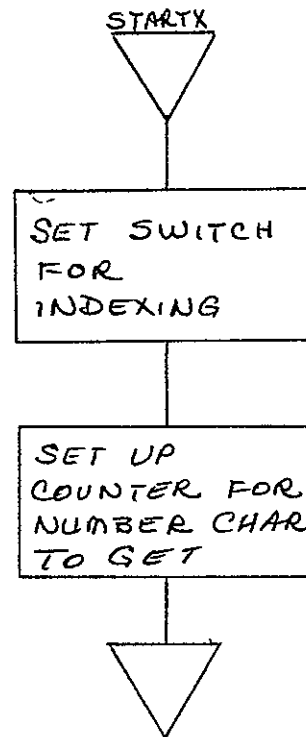 STARTX
SET SWITCH
FOR
INDEXING
SET UP
COUNTER FOR
NUMBER CHAR
TO GET